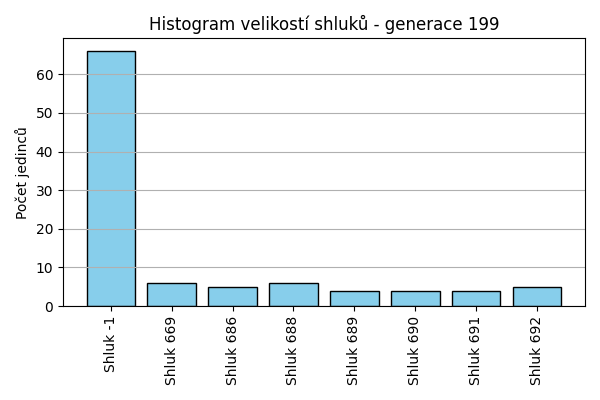 Histogram velikostí shluků - generace 199
Počet jedinců
60
50
40
30
20
10
0
Shluk -1
Shluk 669
Shluk 686
Shluk 688
Shluk 689
Shluk 690
Shluk 691
Shluk 692